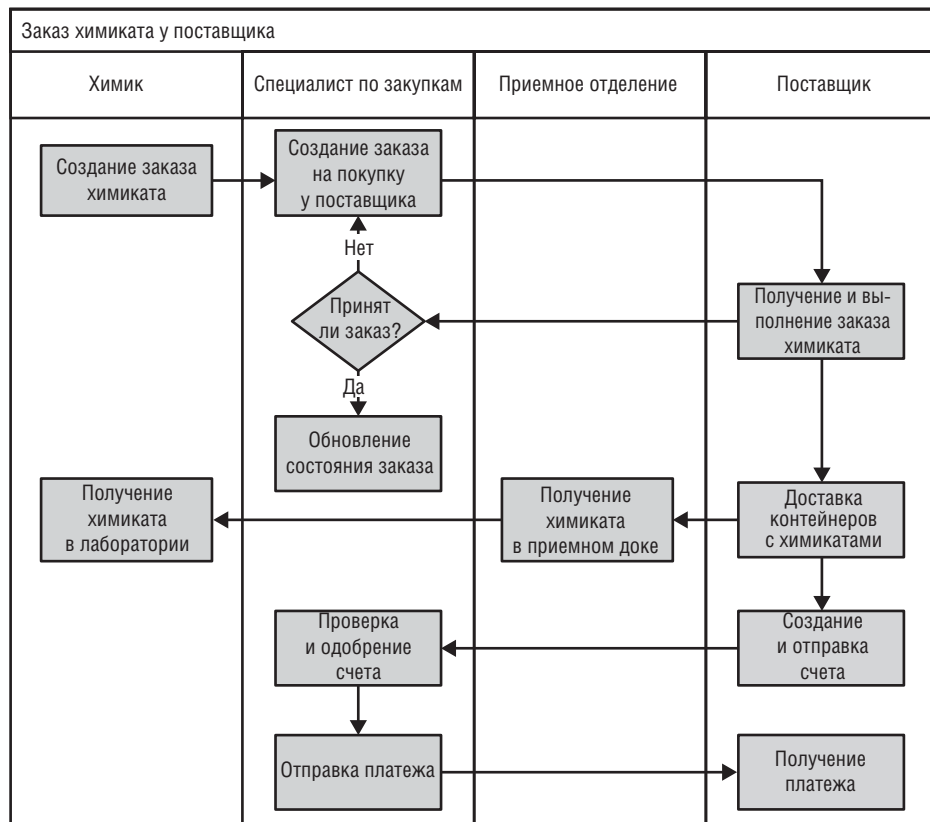 Заказ химиката у поставщика
Химик
Специалист по закупкам
Приемное отделение
Поставщик
Создание заказа
химиката
Создание заказа
на покупку
у поставщика
Нет
Принят
ли заказ?
Получение и вы-
полнение заказа
химиката
Да
Обновление
состояния заказа
Получение
химиката
в лаборатории
Получение
химиката
в приемном доке
Доставка
контейнеров
с химикатами
Проверка
и одобрение
счета
Создание
и отправка
счета
Отправка платежа
Получение
платежа